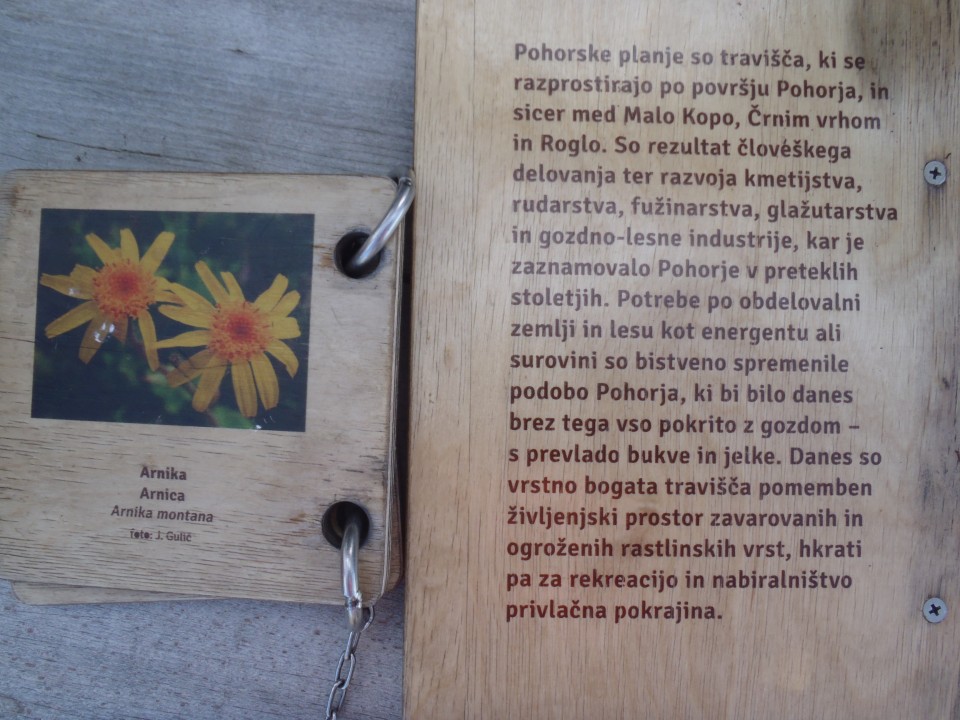 Arnika
Arnica
Arnika montana
foto: J. Gulič
Pohorske planje so travišča, ki se
razprostirajo po površju Pohorja, in
sicer med Malo Kopo, Črnim vrhom
in Roglo. So rezultat človeškega
delovanja ter razvoja kmetijstva,
rudarstva, fužinarstva, glažutarstva
in gozdno-lesne industrije, kar je
zaznamovalo Pohorje v preteklih
stoletjih. Potrebe po obdelovalni
zemlji in lesu kot energentu ali
surovini so bistveno spremenile
podobo Pohorja, ki bi bilo danes
brez tega vso pokrito z gozdom –
s prevlado bukve in jelke. Danes so
vrstno bogata travišča pomemben
življenjski prostor zavarovanih in
ogroženih rastlinskih vrst, hkrati
pa za rekreacijo in nabiralništvo
privlačna pokrajina.